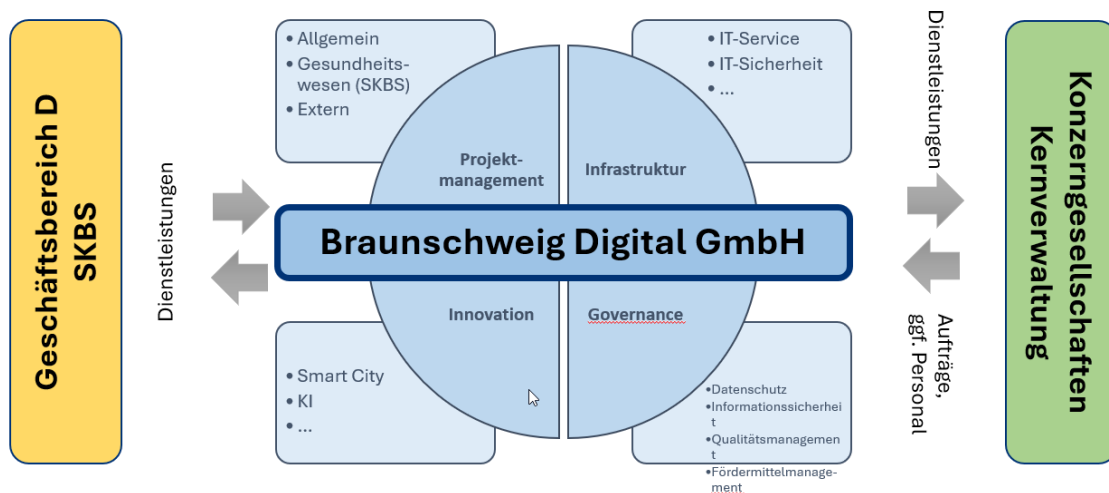 Geschäftsbereich D
SKBS
Dienstleistungen
• Allgemein
• Gesundheits-
wesen (SKBS)
• Extern
• IT-Service
• IT-Sicherheit
• ...
Projekt-
management
Infrastruktur
Braunschweig Digital GmbH
Innovation
Governance
• Smart City
• KI
• ...
•Datenschutz
•Informationssicherhei
t
•Qualitätsmanagemen
t
•Fördermittelmanage-
ment
Dienstleistungen
Aufträge,
ggf. Personal
Konzerngesellschaften
Kernverwaltung